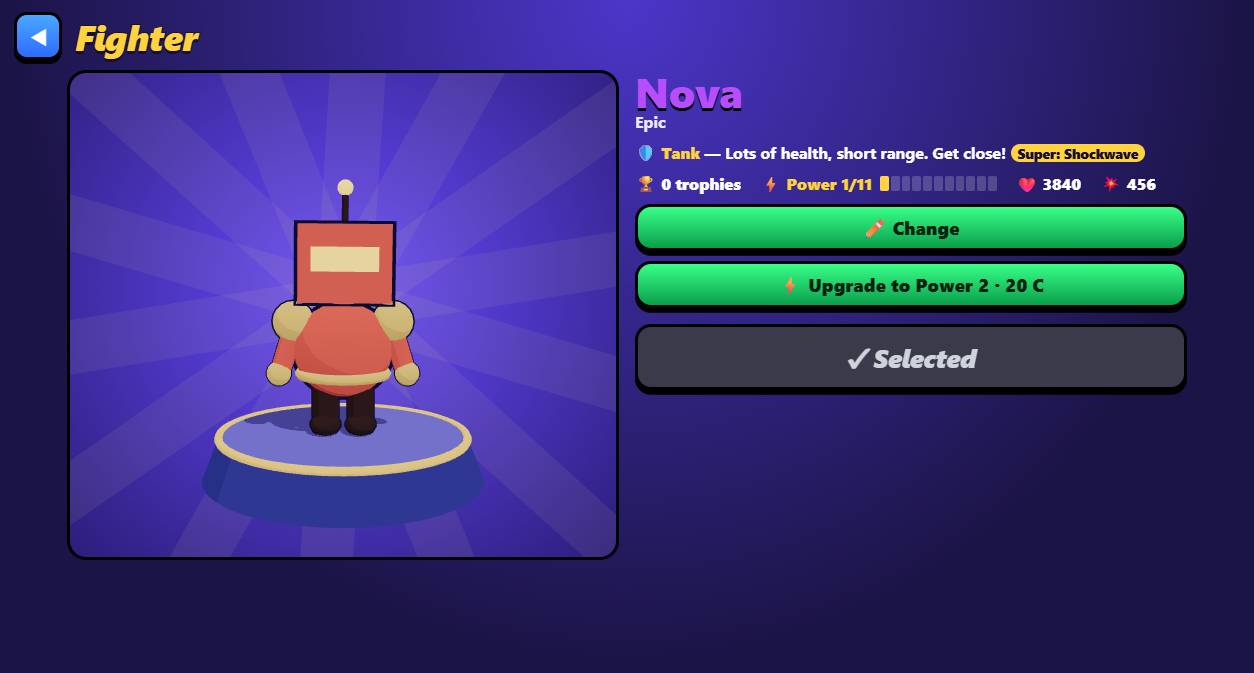 Fighter
Nova
Epic
Tank — Lots of health, short range. Get close! Super: Shockwave
0 trophies Power 1/11 3840 456
Change
Upgrade to Power 2 · 20 C
✓Selected